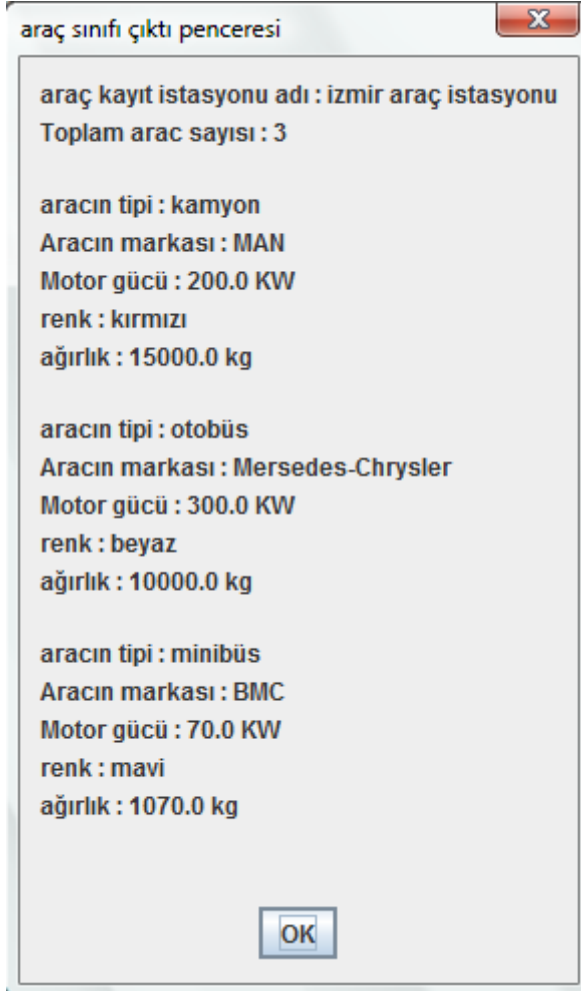 araç sınıfı çıktı penceresi
araç kayıt istasyonu adı : izmir araç istasyonu
Toplam arac sayısı : 3
aracın tipi : kamyon
Aracın markası : MAN
Motor gücü : 200.0 KW
renk : kırmızı
ağırlık : 15000.0 kg
aracın tipi : otobüs
Aracın markası : Mersedes-Chrysler
Motor gücü : 300.0 KW
renk : beyaz
ağırlık : 10000.0 kg
aracın tipi : minibüs
Aracın markası : BMC
Motor gücü : 70.0 KW
renk : mavi
ağırlık : 1070.0 kg
OK